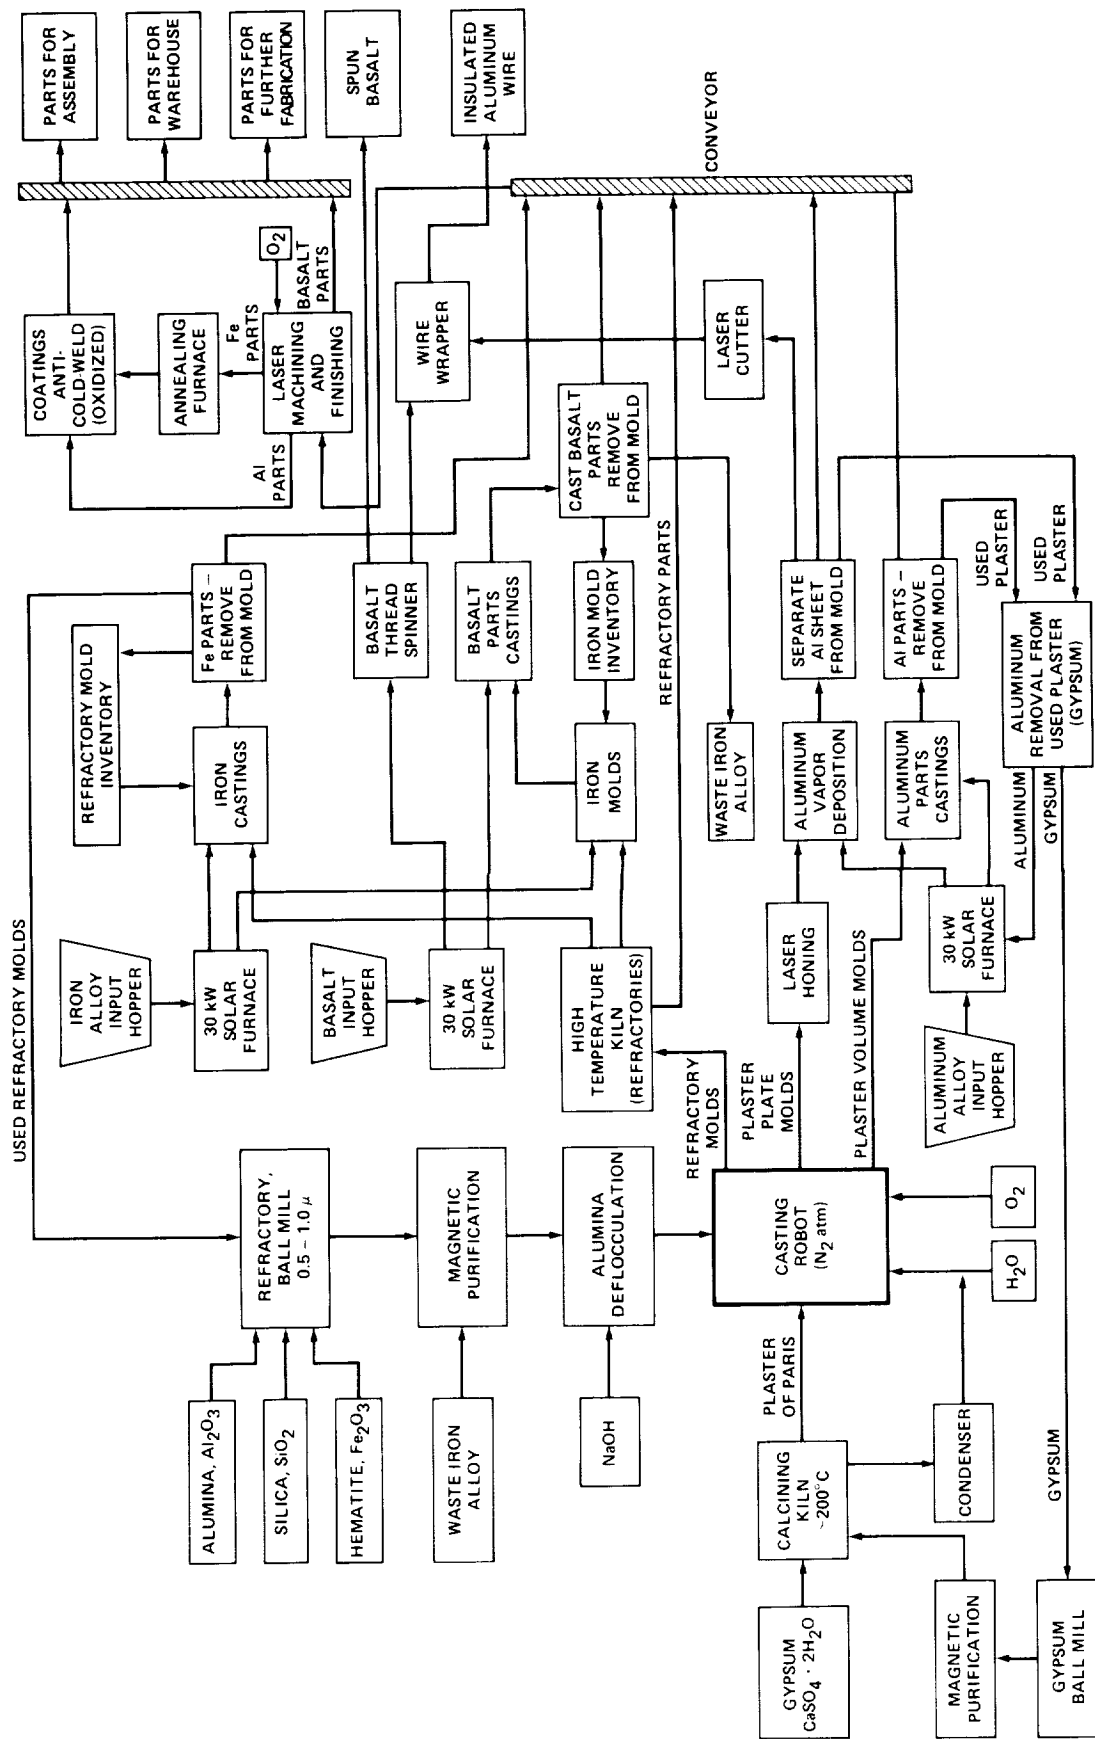 USED REFRACTORY MOLDS
ALUMINA, Al2O3
SILICA, SiO2
HEMATITE, Fe2O3
REFRACTORY,
BALL MILL
0.5 – 1.0 μ
WASTE IRON
ALLOY
MAGNETIC
PURIFICATION
NaOH
ALUMINA
DEFLOCCULATION
GYPSUM
CaSO4 · 2H2O
CALCINING
KILN
~200°C
PLASTER
OF PARIS
CONDENSER
MAGNETIC
PURIFICATION
GYPSUM
BALL MILL
GYPSUM
CASTING
ROBOT
(N2 atm)
H2O
O2
REFRACTORY
MOLDS
PLASTER
PLATE
MOLDS
PLASTER VOLUME MOLDS
IRON
ALLOY
INPUT
HOPPER
30 kW
SOLAR
FURNACE
BASALT
INPUT
HOPPER
30 kW
SOLAR
FURNACE
HIGH
TEMPERATURE
KILN
(REFRACTORIES)
LASER
HONING
ALUMINUM
ALLOY
INPUT
HOPPER
30 kW
SOLAR
FURNACE
ALUMINUM
GYPSUM
REFRACTORY MOLD
INVENTORY
IRON
CASTINGS
Fe PARTS –
REMOVE
FROM MOLD
BASALT
THREAD
SPINNER
BASALT
PARTS
CASTINGS
IRON
MOLDS
IRON MOLD
INVENTORY
REFRACTORY PARTS
WASTE IRON
ALLOY
ALUMINUM
VAPOR
DEPOSITION
SEPARATE
Al SHEET
FROM MOLD
ALUMINUM
PARTS
CASTINGS
Al PARTS –
REMOVE
FROM MOLD
USED
PLASTER
USED
PLASTER
ALUMINUM
REMOVAL FROM
USED PLASTER
(GYPSUM)
CAST BASALT
PARTS
REMOVE
FROM MOLD
LASER
CUTTER
WIRE
WRAPPER
CONVEYOR
COATINGS
ANTI-
COLD-WELD
(OXIDIZED)
ANNEALING
FURNACE
Fe
PARTS
LASER
MACHINING
AND
FINISHING
Al
PARTS
O2
BASALT
PARTS
PARTS FOR
ASSEMBLY
PARTS FOR
WAREHOUSE
PARTS FOR
FURTHER
FABRICATION
SPUN
BASALT
INSULATED
ALUMINUM
WIRE